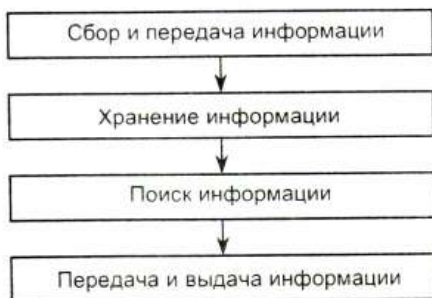 Сбор и передача информации
Хранение информации
Поиск информации
Передача и выдача информации